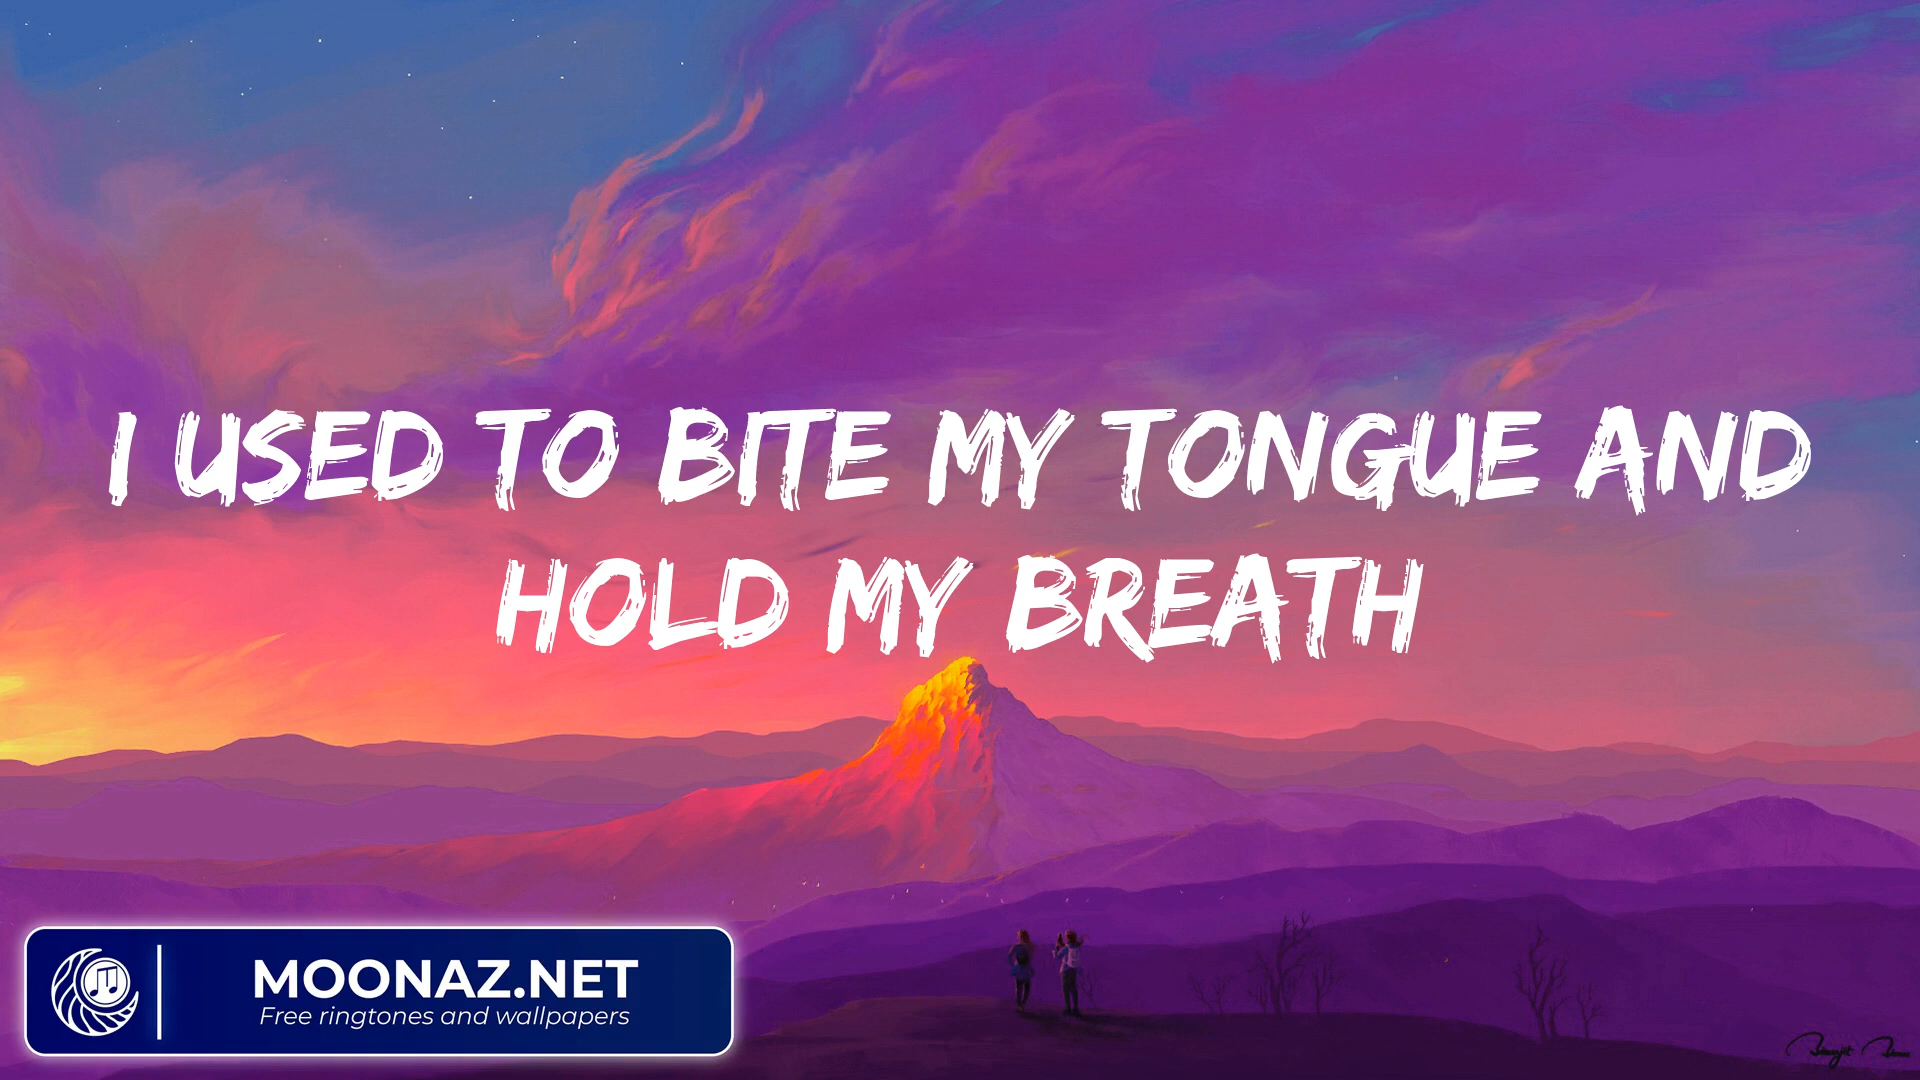 I USED TO BITE MY TONGUE AND
HOLD MY BREATH
MOONAZ.NET
Free ringtones and wallpapers